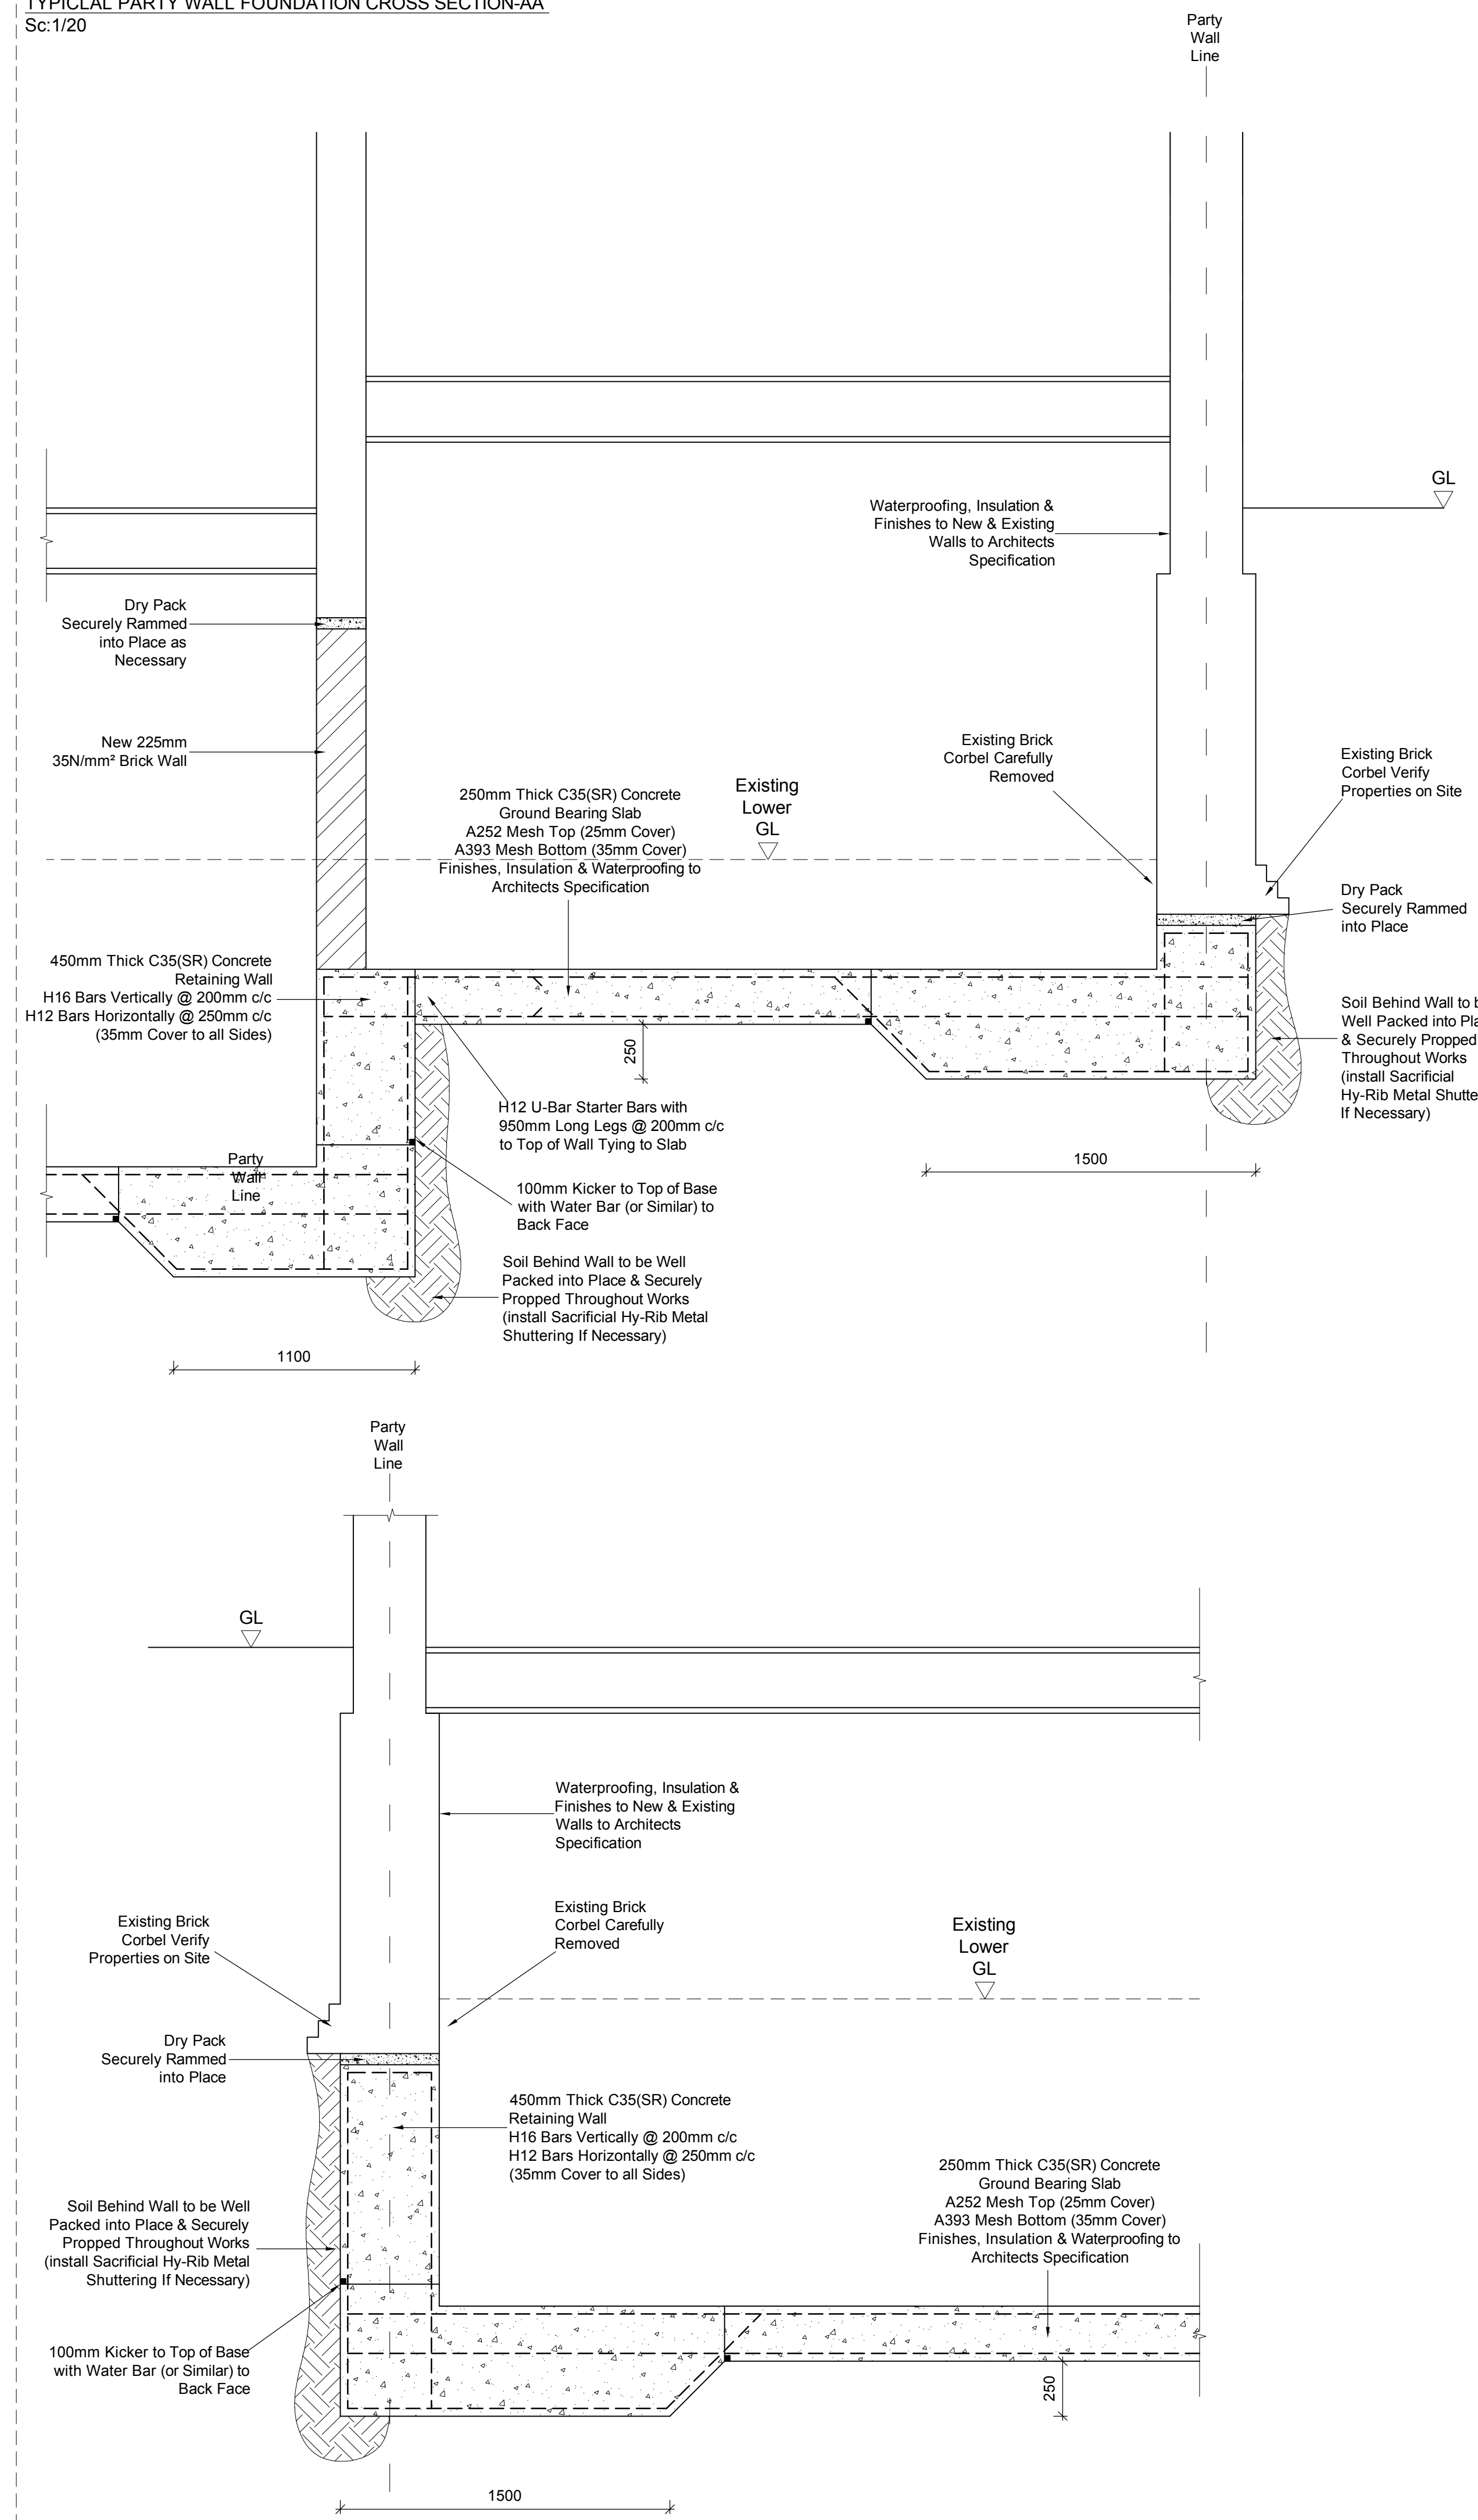 TYPICLAL PARTY WALL FOUNDATION CROSS SECTION-AA
Sc:1/20
Party
Wall
Line
GL
Waterproofing, Insulation &
Finishes to New & Existing
Walls to Architects
Specification
Dry Pack
Securely Rammed
into Place as
Necessary
New 225mm
35N/mm² Brick Wall
Existing Brick
Corbel Carefully
Removed
Existing Brick
Corbel Verify
Properties on Site
Existing
Lower
GL
250mm Thick C35(SR) Concrete
Ground Bearing Slab
A252 Mesh Top (25mm Cover)
A393 Mesh Bottom (35mm Cover)
Finishes, Insulation & Waterproofing to
Architects Specification
Dry Pack
Securely Rammed
into Place
450mm Thick C35(SR) Concrete
Retaining Wall
H16 Bars Vertically @ 200mm c/c
H12 Bars Horizontally @ 250mm c/c
(35mm Cover to all Sides)
Soil Behind Wall to
Well Packed into
& Securely Propped
Throughout Works
(install Sacrificial
Hy-Rib Metal
If Necessary)
250
H12 U-Bar Starter Bars with
950mm Long Legs @ 200mm c/c
to Top of Wall Tying to Slab
1500
Party
Wall
Line
100mm Kicker to Top of Base
with Water Bar (or Similar) to
Back Face
Soil Behind Wall to be Well
Packed into Place & Securely
Propped Throughout Works
(install Sacrificial Hy-Rib Metal
Shuttering If Necessary)
1100
Party
Wall
Line
GL
Waterproofing, Insulation &
Finishes to New & Existing
Walls to Architects
Specification
Existing Brick
Corbel Verify
Properties on Site
Existing Brick
Corbel Carefully
Removed
Existing
Lower
GL
Dry Pack
Securely Rammed
into Place
450mm Thick C35(SR) Concrete
Retaining Wall
H16 Bars Vertically @ 200mm c/c
H12 Bars Horizontally @ 250mm c/c
(35mm Cover to all Sides)
250mm Thick C35(SR) Concrete
Ground Bearing Slab
A252 Mesh Top (25mm Cover)
A393 Mesh Bottom (35mm Cover)
Finishes, Insulation & Waterproofing to
Architects Specification
Soil Behind Wall to be Well
Packed into Place & Securely
Propped Throughout Works
(install Sacrificial Hy-Rib Metal
Shuttering If Necessary)
100mm Kicker to Top of Base
with Water Bar (or Similar) to
Back Face
250
1500